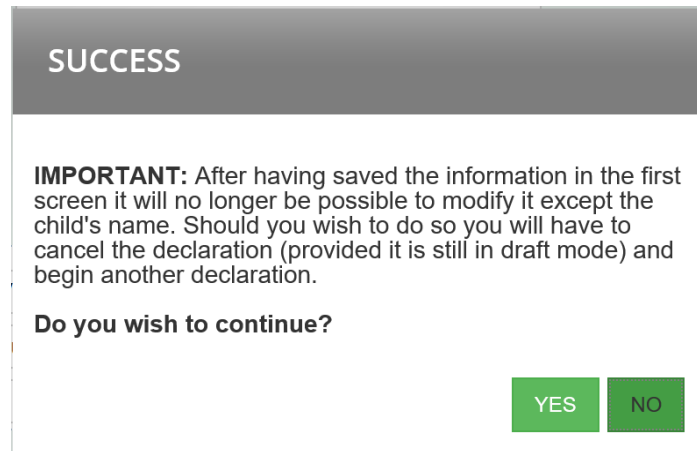 SUCCESS
IMPORTANT: After having saved the information in the first
screen it will no longer be possible to modify it except the
child's name. Should you wish to do so you will have to
cancel the declaration (provided it is still in draft mode) and
begin another declaration.
Do you wish to continue?
YES NO